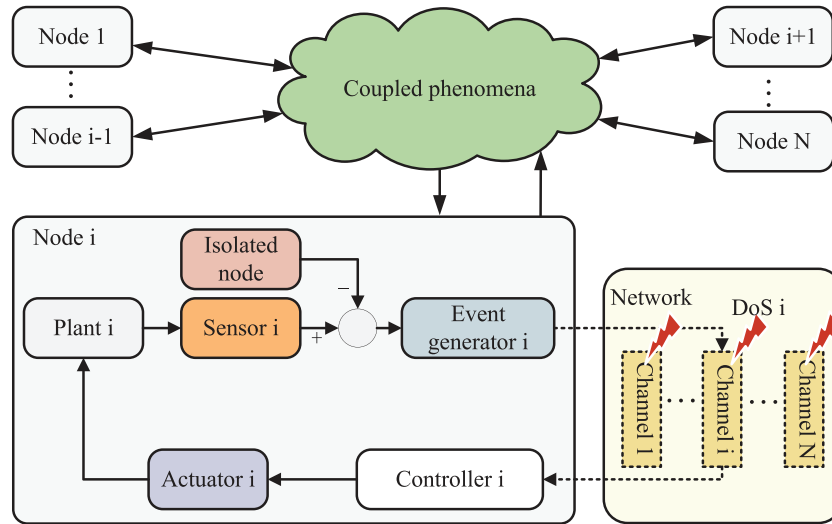 Node 1
Node i-1
Coupled phenomena
Node i+1
Node N
Node i
Isolated
node
−
Plant i
Sensor i
+
Event
generator i
Actuator i
Controller i
Network
DoS i
Channel 1
Channel i
Channel N